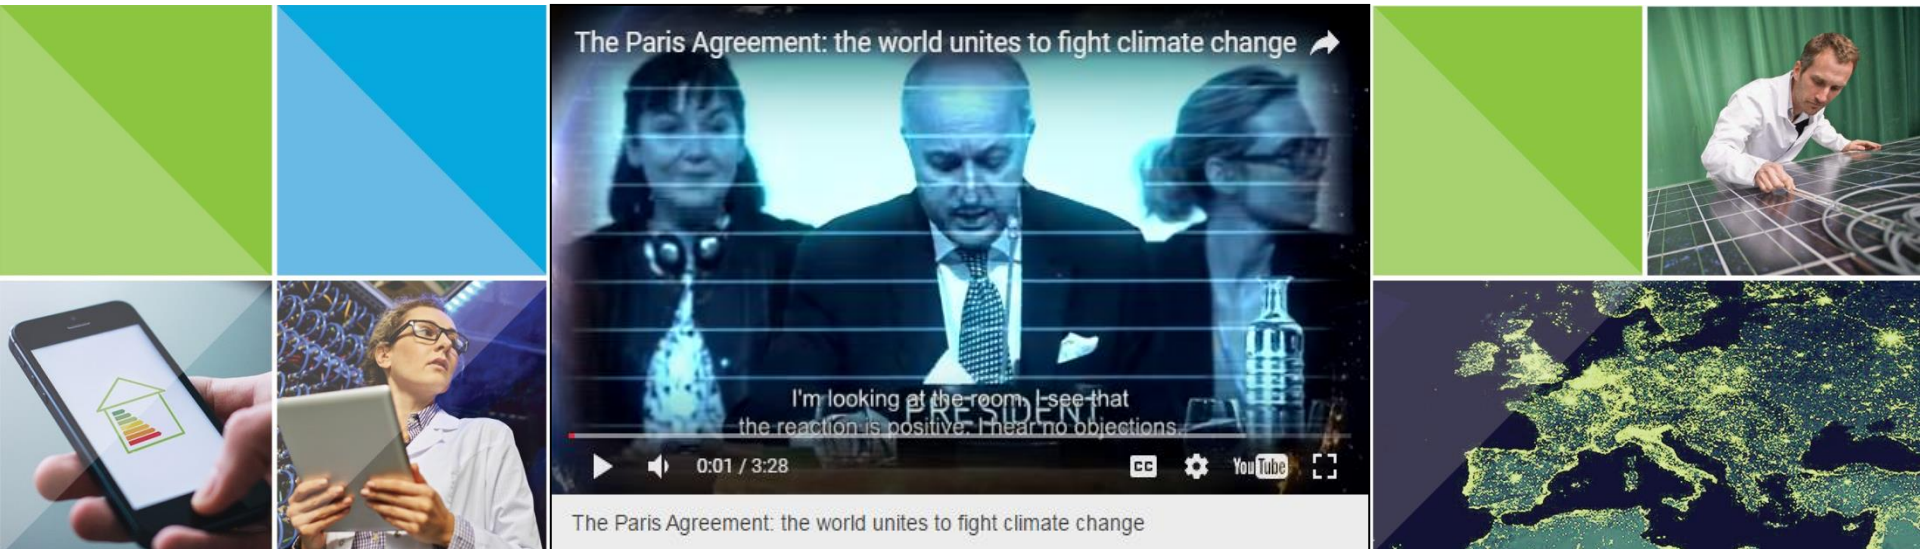 The Paris Agreement: the world unites to fight climate change
I'm looking at the room, I see that
the reaction is positive. I hear no objections.
PRESIDENT
0:01 / 3:28
CC
YouTube
The Paris Agreement: the world unites to fight climate change